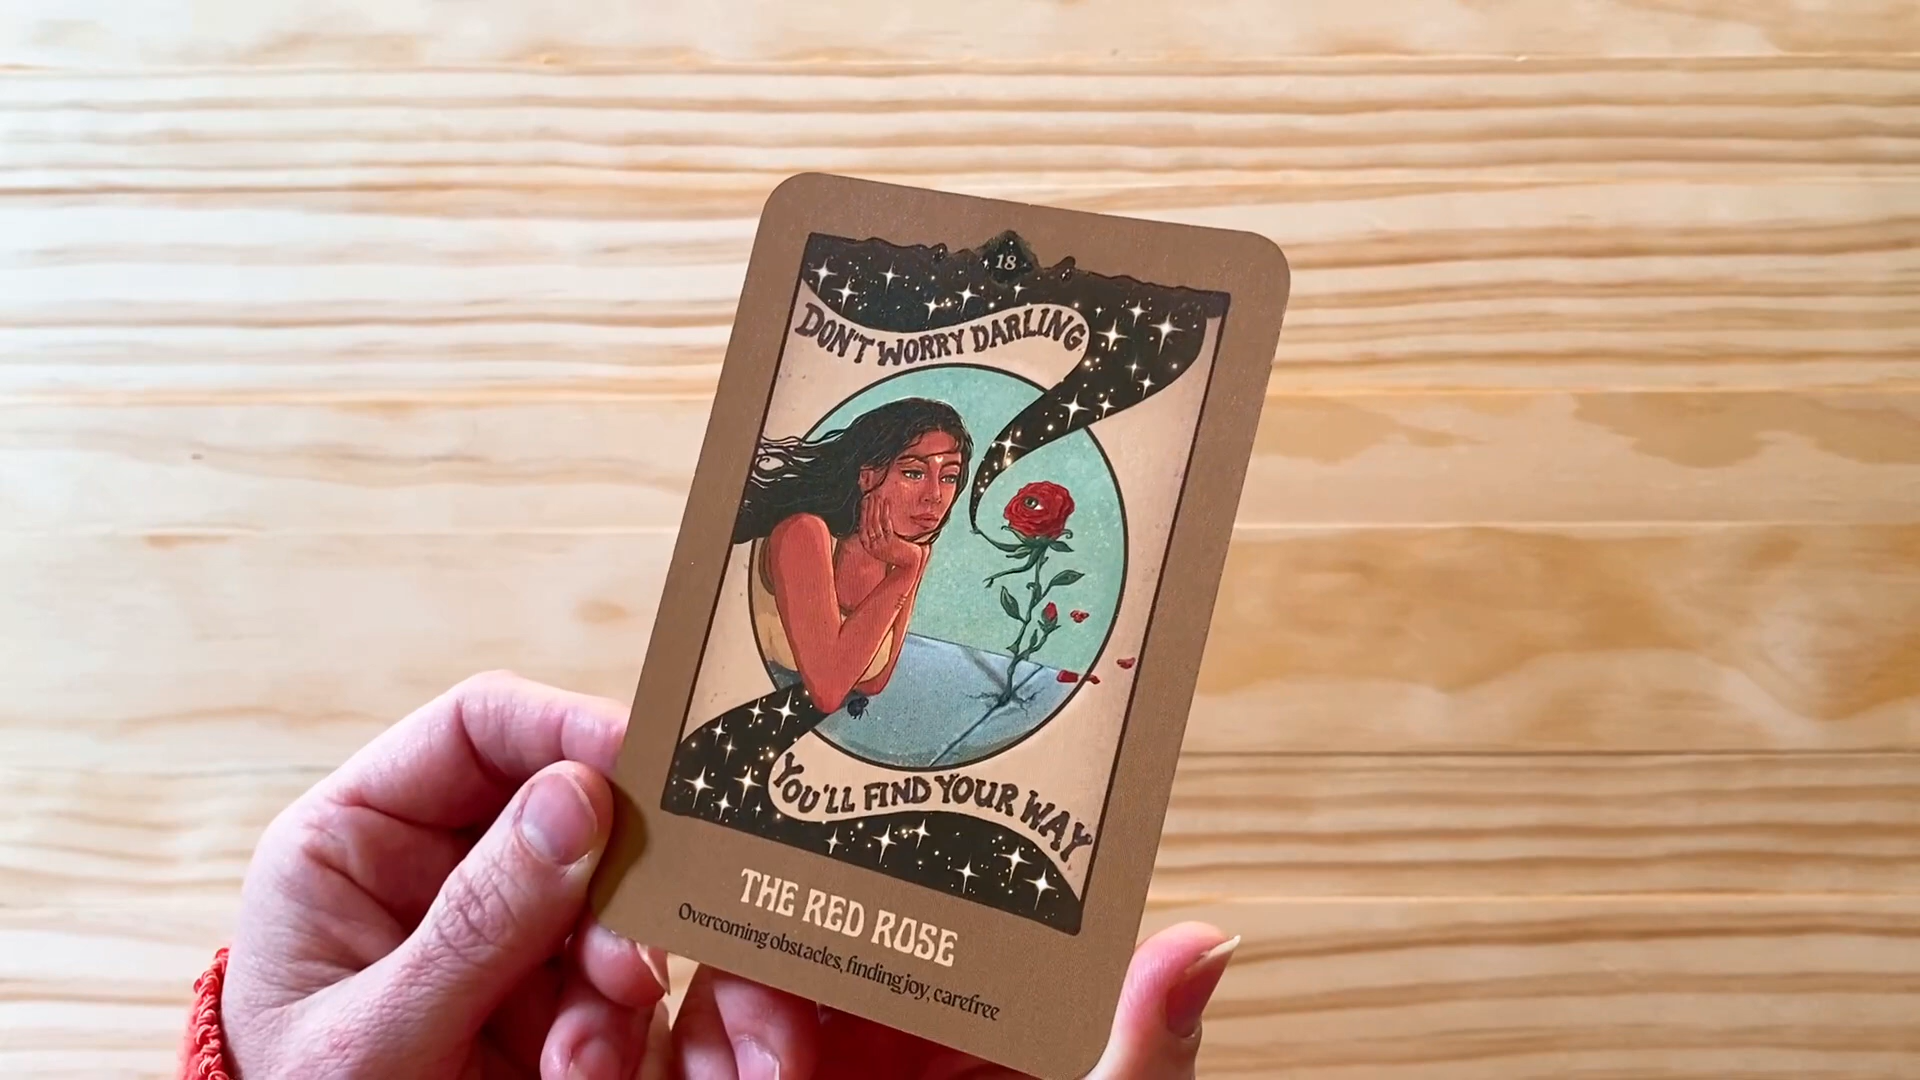 18
DON'T WORRY DARLING
YOU'LL FIND YOUR WAY
THE RED ROSE
Overcoming obstacles, finding joy, carefree